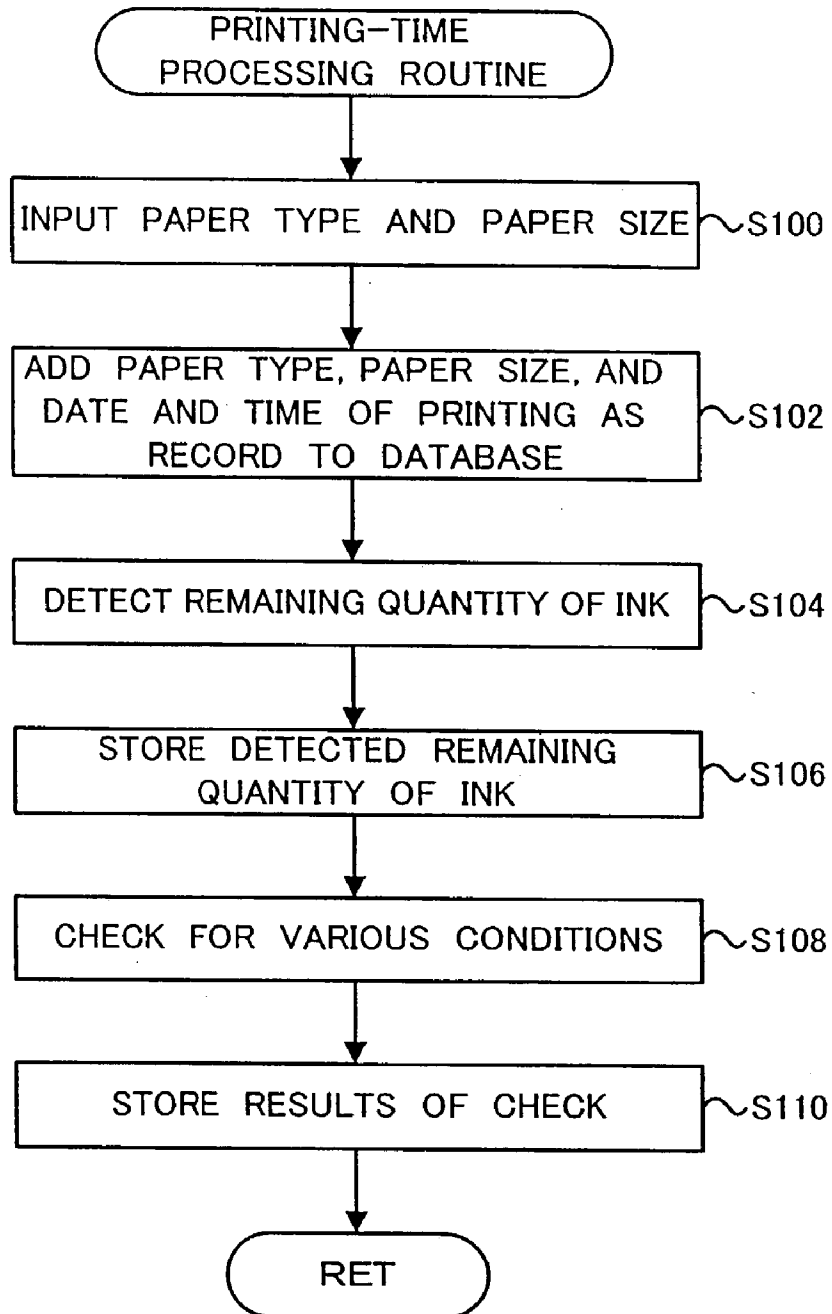 PRINTING-TIME
PROCESSING ROUTINE
INPUT PAPER TYPE AND PAPER SIZE
S100
ADD PAPER TYPE, PAPER SIZE, AND
DATE AND TIME OF PRINTING AS
RECORD TO DATABASE
S102
DETECT REMAINING QUANTITY OF INK
S104
STORE DETECTED REMAINING
QUANTITY OF INK
S106
CHECK FOR VARIOUS CONDITIONS
S108
STORE RESULTS OF CHECK
S110
RET